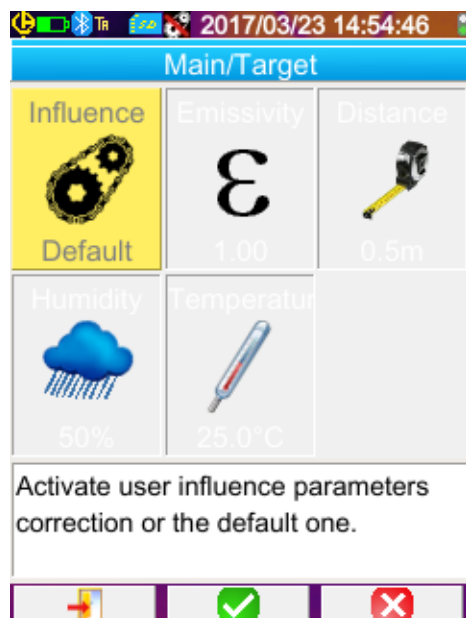 TR 2017/03/23 14:54:46
Main/Target
Influence Emissivity Distance
ε
Default 1.00 0.5m
Humidity Temperatur
50% 25.0°C
Activate user influence parameters
correction or the default one.